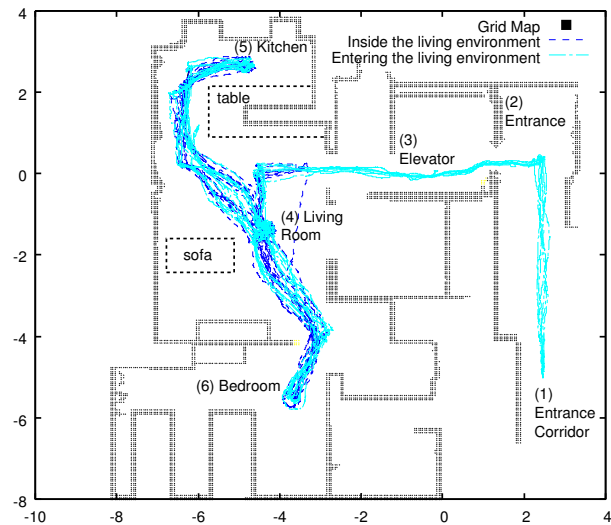 Grid Map
Inside the living environment
Entering the living environment
(5) Kitchen
table
(2)
Entrance
(3)
Elevator
(4) Living
Room
sofa
(6) Bedroom
(1)
Entrance
Corridor
4
2
0
-2
-4
-6
-8
-10
-8
-6
-4
-2
0
2
4